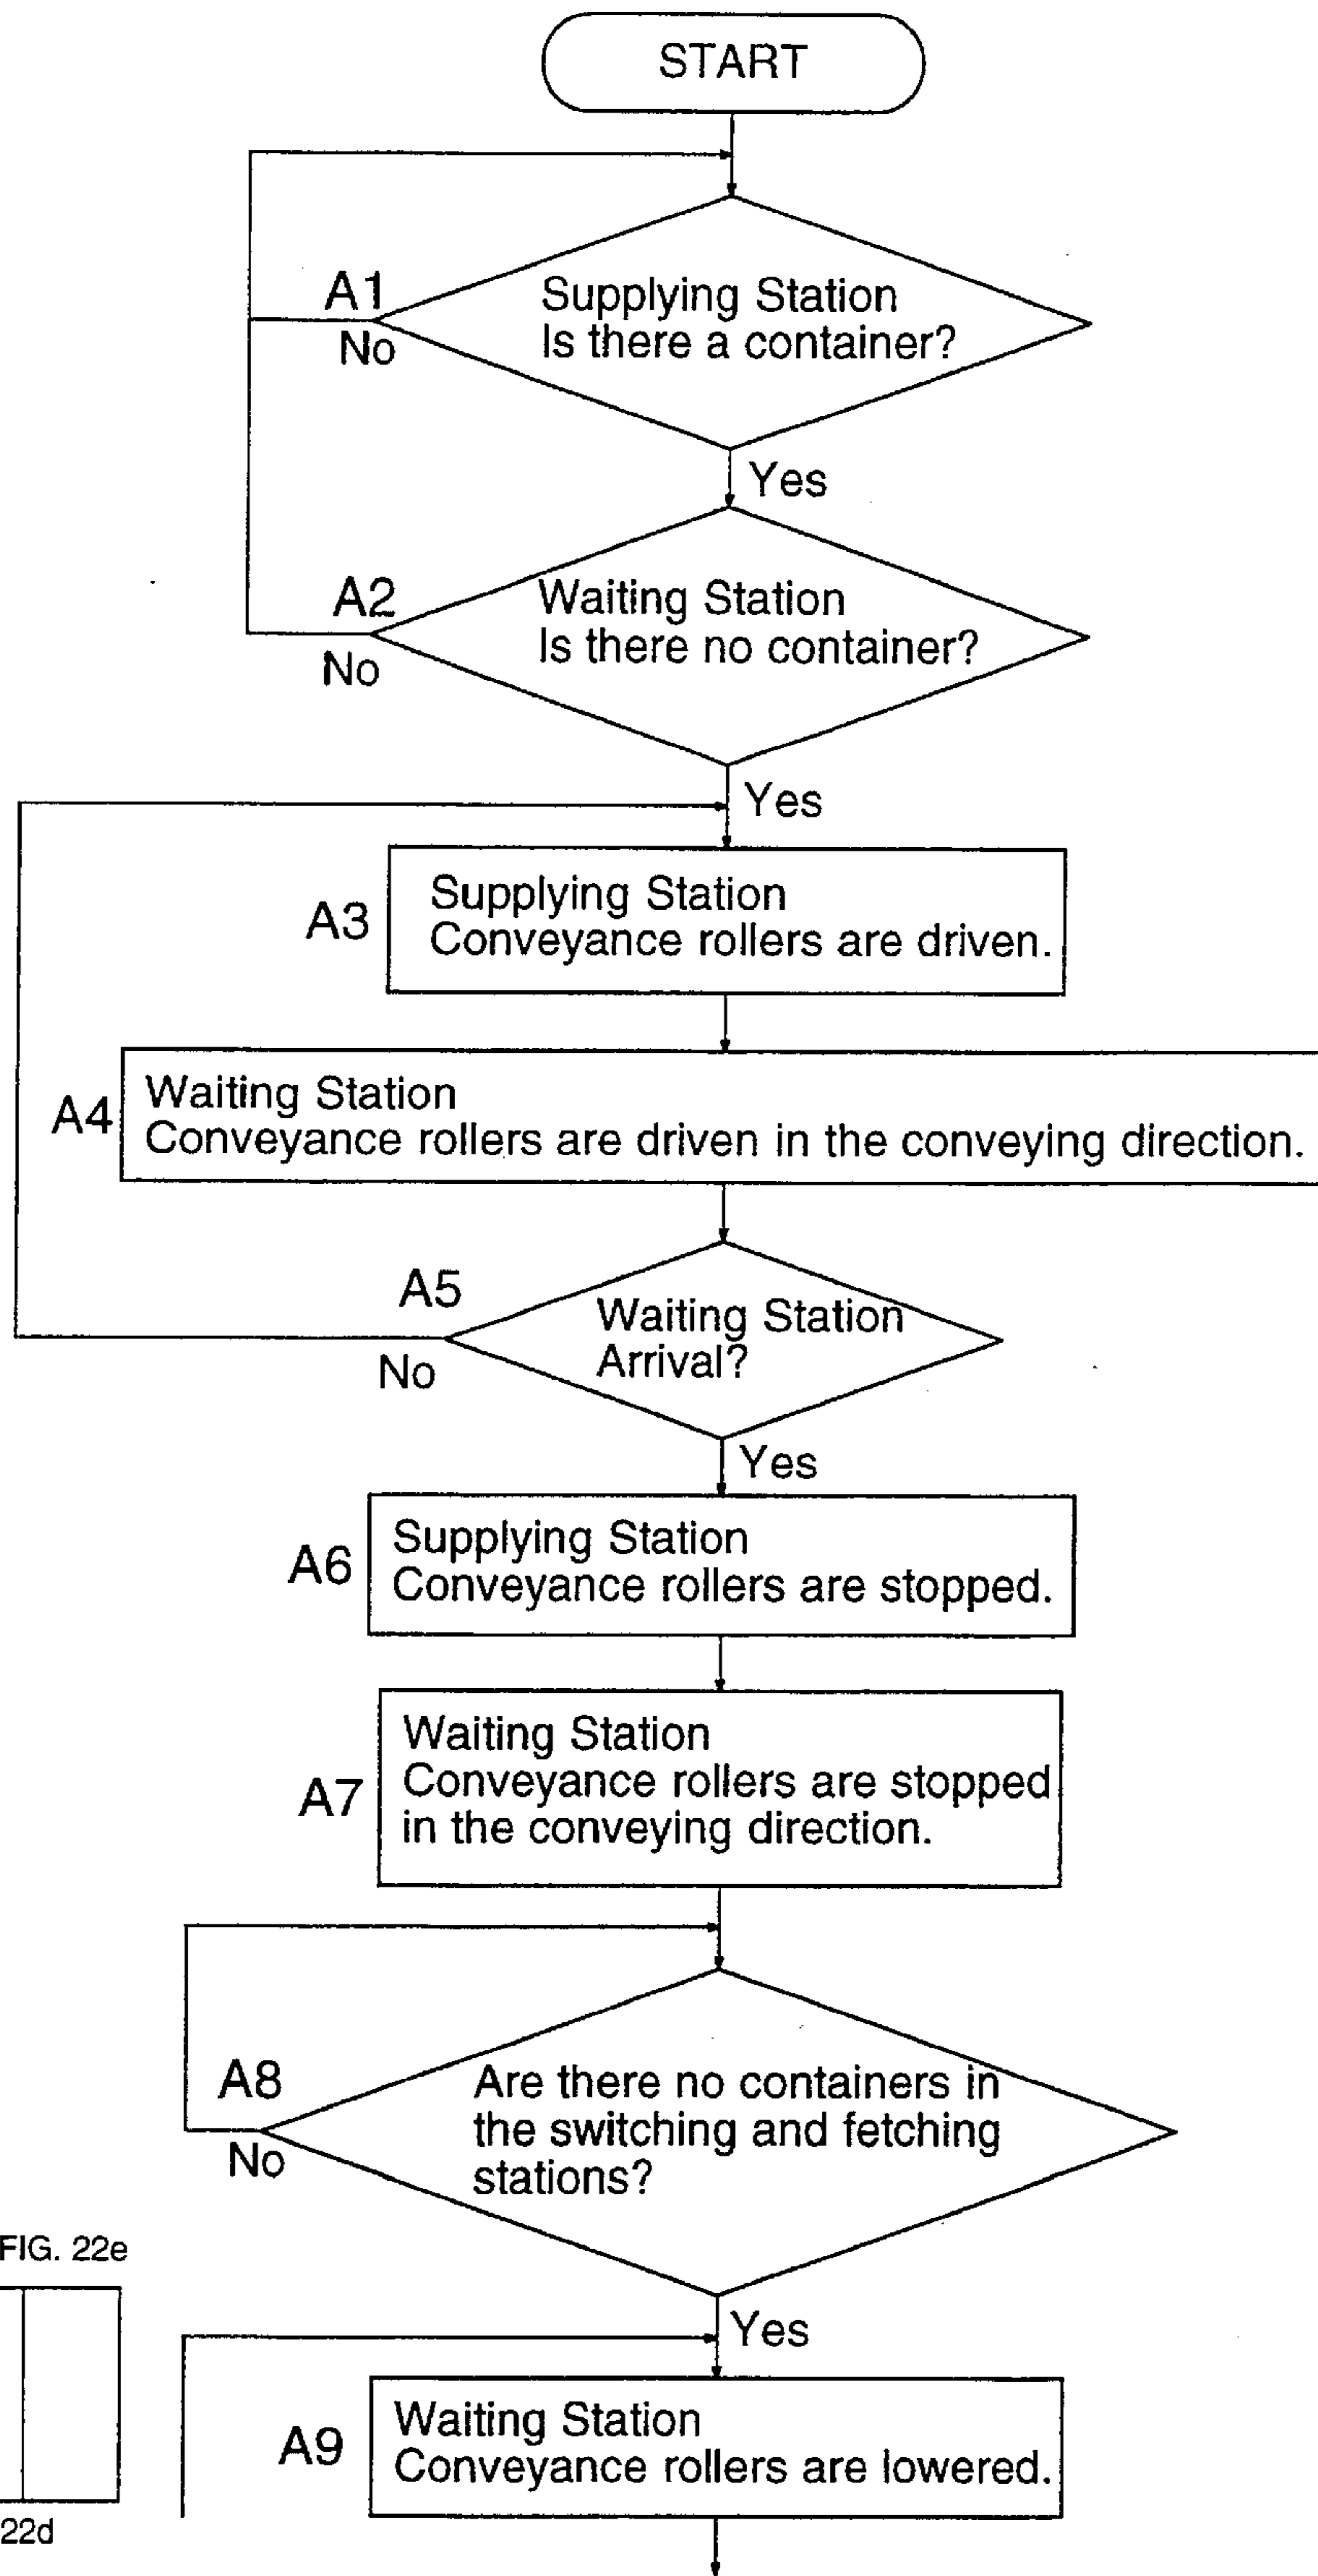 START
A1
No
Supplying Station
Is there a container?
Yes
A2
No
Waiting Station
Is there no container?
Yes
A3
Supplying Station
Conveyance rollers are driven.
A4
Waiting Station
Conveyance rollers are driven in the conveying direction.
A5
No
Waiting Station
Arrival?
Yes
A6
Supplying Station
Conveyance rollers are stopped.
A7
Waiting Station
Conveyance rollers are stopped
in the conveying direction.
A8
No
Are there no containers in
the switching and fetching
stations?
Yes
FIG. 22e
22d
A9
Waiting Station
Conveyance rollers are lowered.